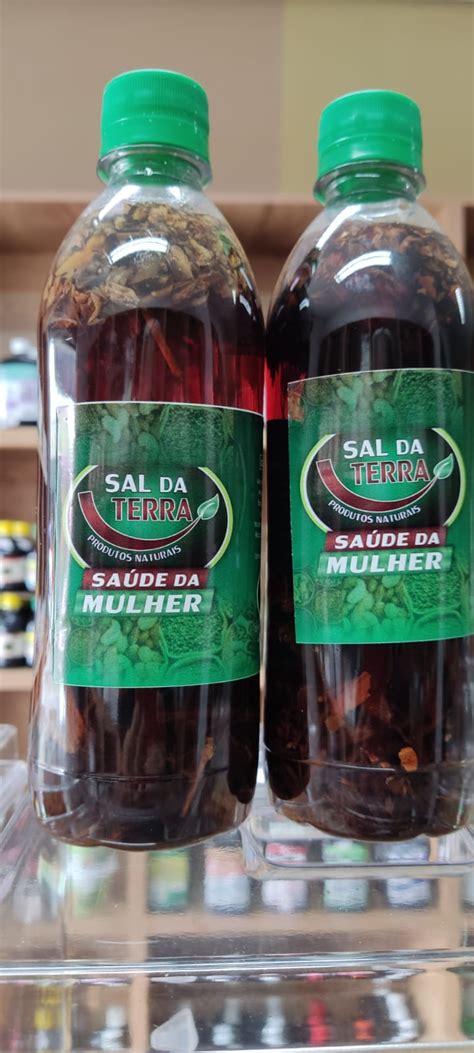 SAL DA
TERRA
PRODUTOS NATURAIS
SAÚDE DA
MULHER
SAL DA
TERRA
PRODUTOS NATURAIS
SAÚDE DA
MULHER